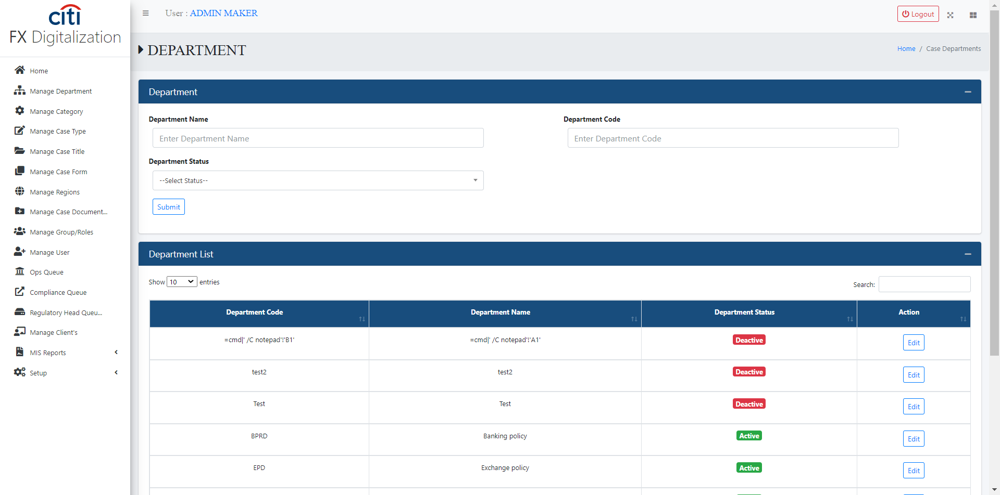 citi
FX Digitalization
Home
Manage Department
Manage Category
Manage Case Type
Manage Case Title
Manage Case Form
Manage Regions
Manage Case Document...
Manage Group/Roles
Manage User
Ops Queue
Compliance Queue
Regulatory Head Queu...
Manage Client's
MIS Reports
Setup
User : ADMIN MAKER
Logout
DEPARTMENT
Home / Case Departments
Department
Department Name
Department Code
Enter Department Name
Enter Department Code
Department Status
--Select Status--
Submit
Department List
Show 10 entries
Search:
Department Code Department Name Department Status Action
=cmd|' /C notepad'!'B1' =cmd|' /C notepad'!'A1' Deactive Edit
test2 test2 Deactive Edit
Test Test Deactive Edit
BPRD Banking policy Active Edit
EPD Exchange policy Active Edit